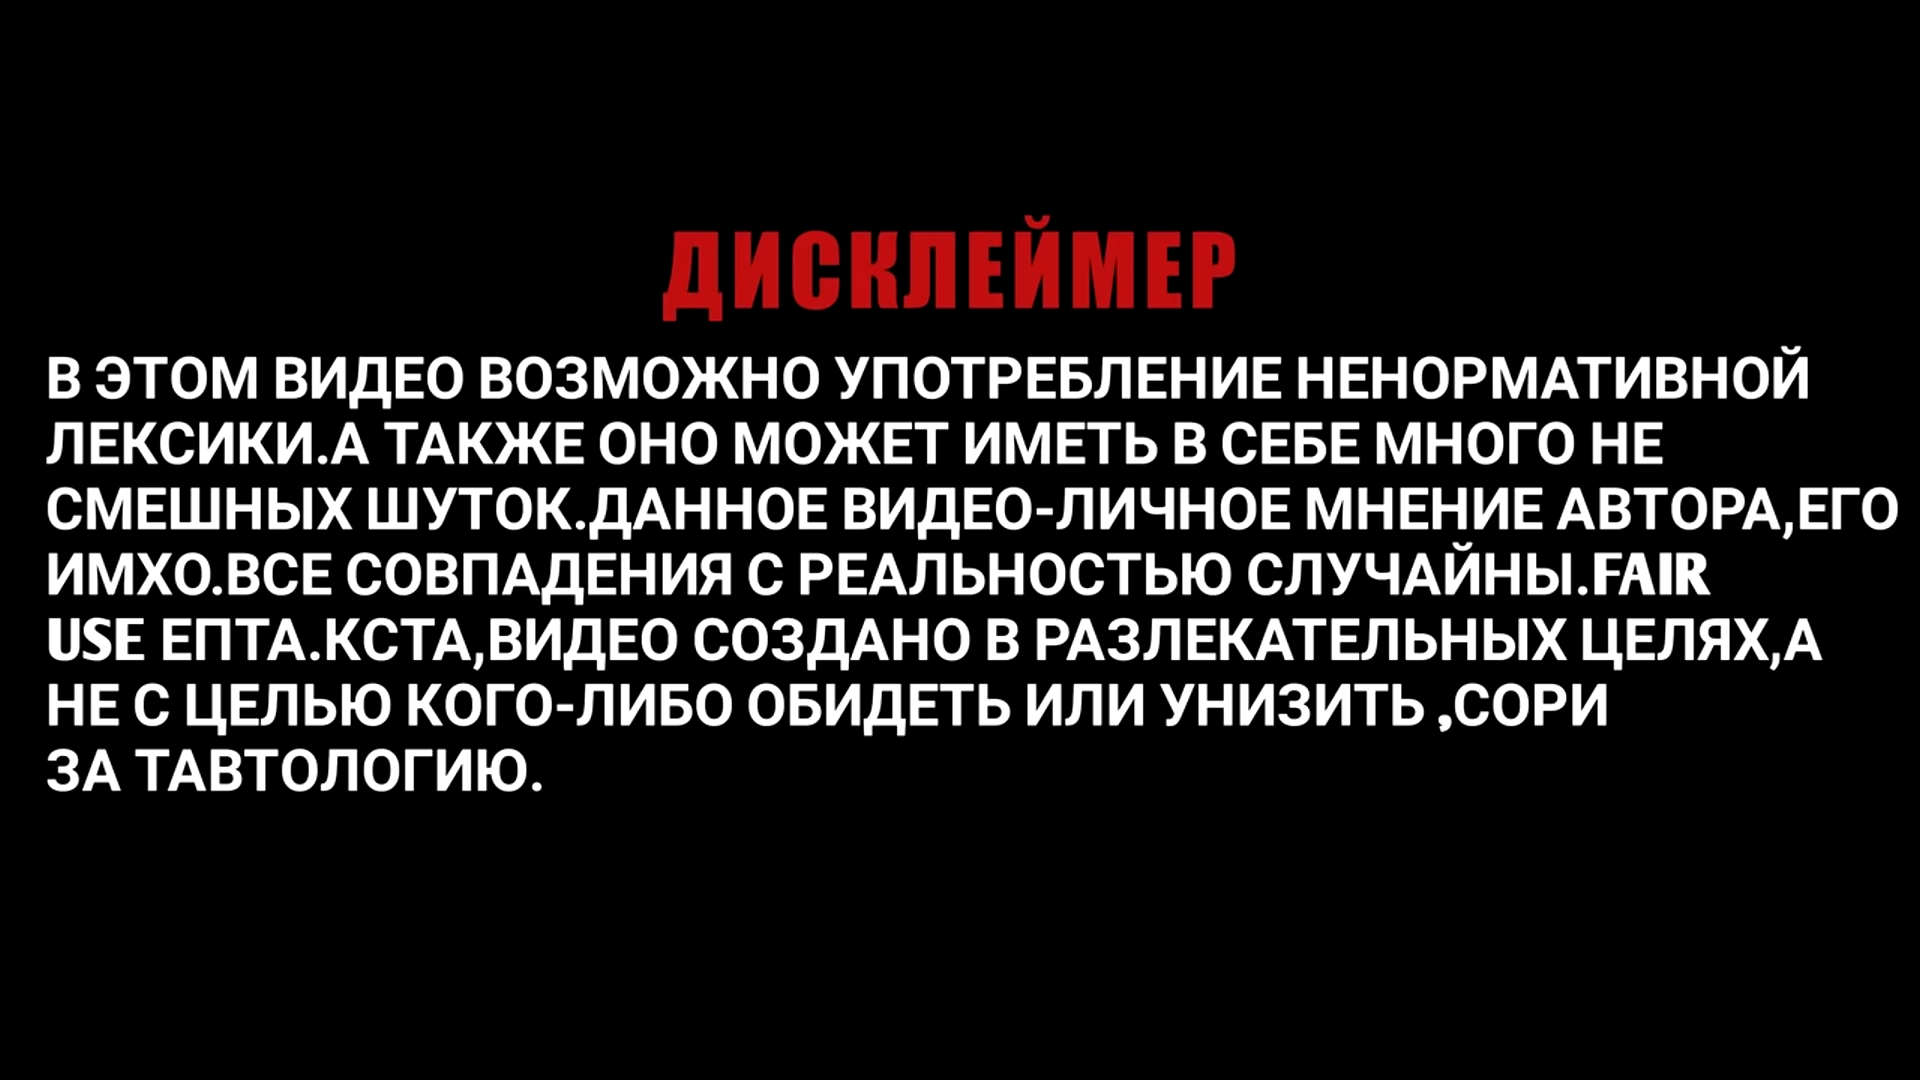 ДИСКЛЕЙМЕР
В ЭТОМ ВИДЕО ВОЗМОЖНО УПОТРЕБЛЕНИЕ НЕНОРМАТИВНОЙ
ЛЕКСИКИ.А ТАКЖЕ ОНО МОЖЕТ ИМЕТЬ В СЕБЕ МНОГО НЕ
СМЕШНЫХ ШУТОК.ДАННОЕ ВИДЕО-ЛИЧНОЕ МНЕНИЕ АВТОРА,ЕГО
ИМХО.ВСЕ СОВПАДЕНИЯ С РЕАЛЬНОСТЬЮ СЛУЧАЙНЫ.FAIR
USE ЕПТА.КСТА,ВИДЕО СОЗДАНО В РАЗЛЕКАТЕЛЬНЫХ ЦЕЛЯХ,А
НЕ С ЦЕЛЬЮ КОГО-ЛИБО ОБИДЕТЬ ИЛИ УНИЗИТЬ ,СОРИ
ЗА ТАВТОЛОГИЮ.